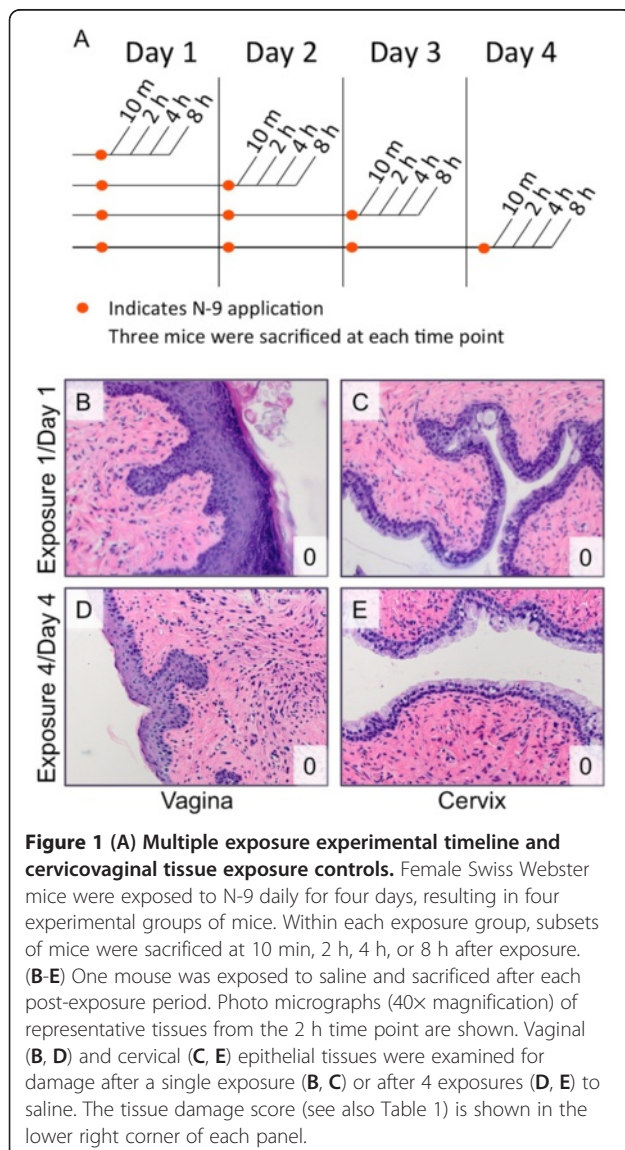 A
Day 1 Day 2 Day 3 Day 4
10 m 2 h 4 h 8 h
10 m 2 h 4 h 8 h
10 m 2 h 4 h 8 h
10 m 2 h 4 h 8 h
Indicates N-9 application
Three mice were sacrificed at each time point
Exposure 1/Day 1
B
0
C
0
Exposure 4/Day 4
D
0
E
0
Vagina
Cervix
Figure 1 (A) Multiple exposure experimental timeline and
cervicovaginal tissue exposure controls. Female Swiss Webster
mice were exposed to N-9 daily for four days, resulting in four
experimental groups of mice. Within each exposure group, subsets
of mice were sacrificed at 10 min, 2 h, 4 h, or 8 h after exposure.
(B-E) One mouse was exposed to saline and sacrificed after each
post-exposure period. Photo micrographs (40× magnification) of
representative tissues from the 2 h time point are shown. Vaginal
(B, D) and cervical (C, E) epithelial tissues were examined for
damage after a single exposure (B, C) or after 4 exposures (D, E) to
saline. The tissue damage score (see also Table 1) is shown in the
lower right corner of each panel.